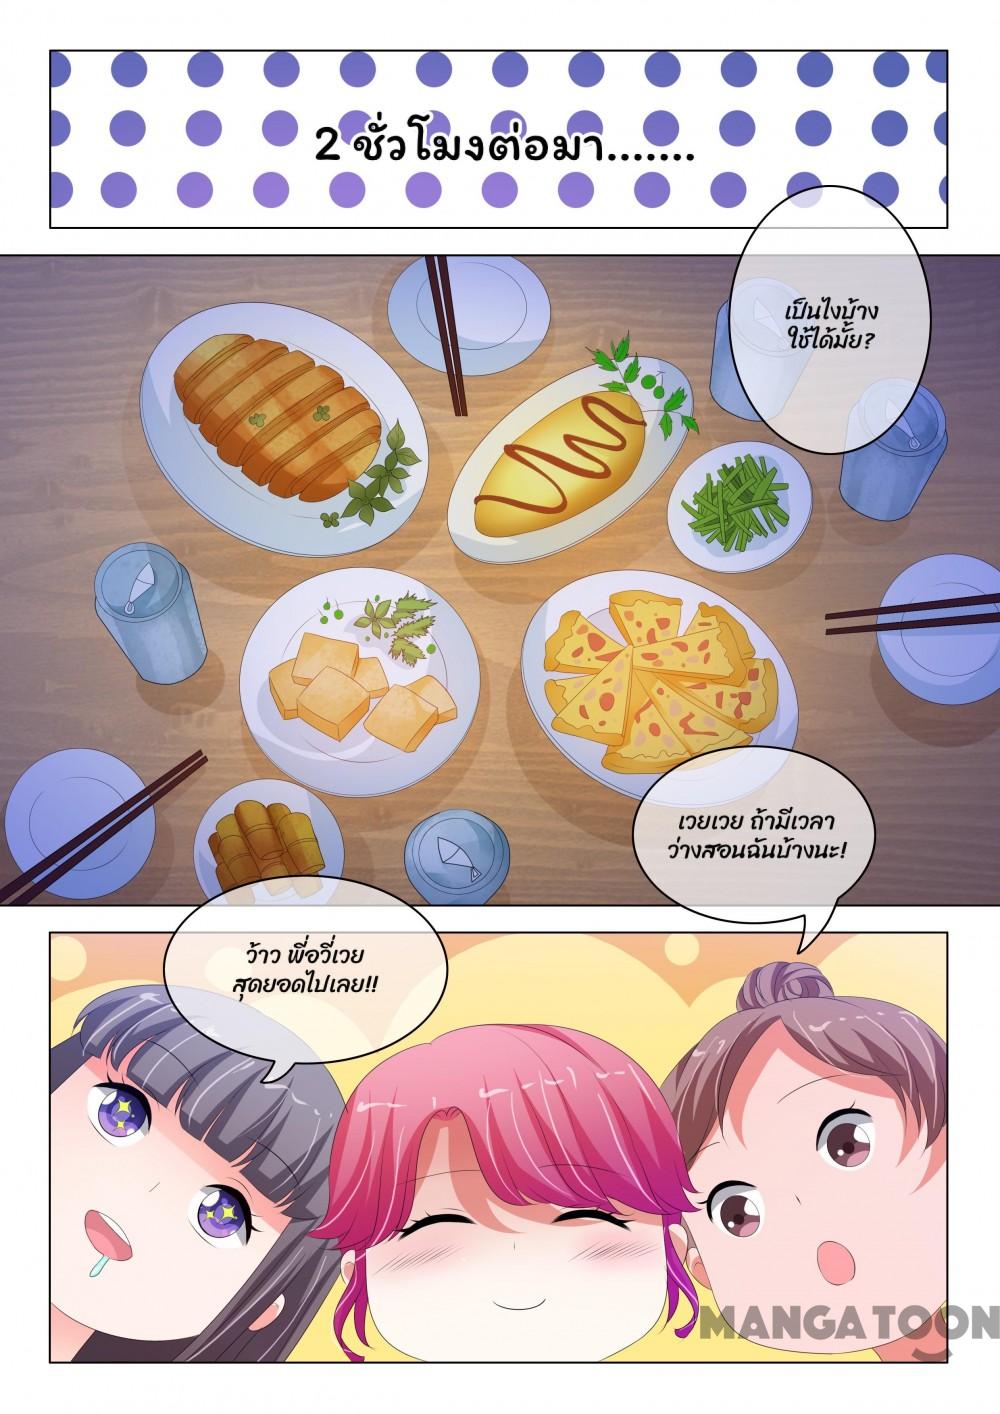 2 ชั่วโมงต่อมา.......
เป็นไงบ้าง
ใช้ได้มั้ย?
เวยเวย ถ้ามีเวลา
ว่างสอนฉันบ้างนะ!
ว้าว พี่อวี่เวย
สุดยอดไปเลย!!
MANGATOON